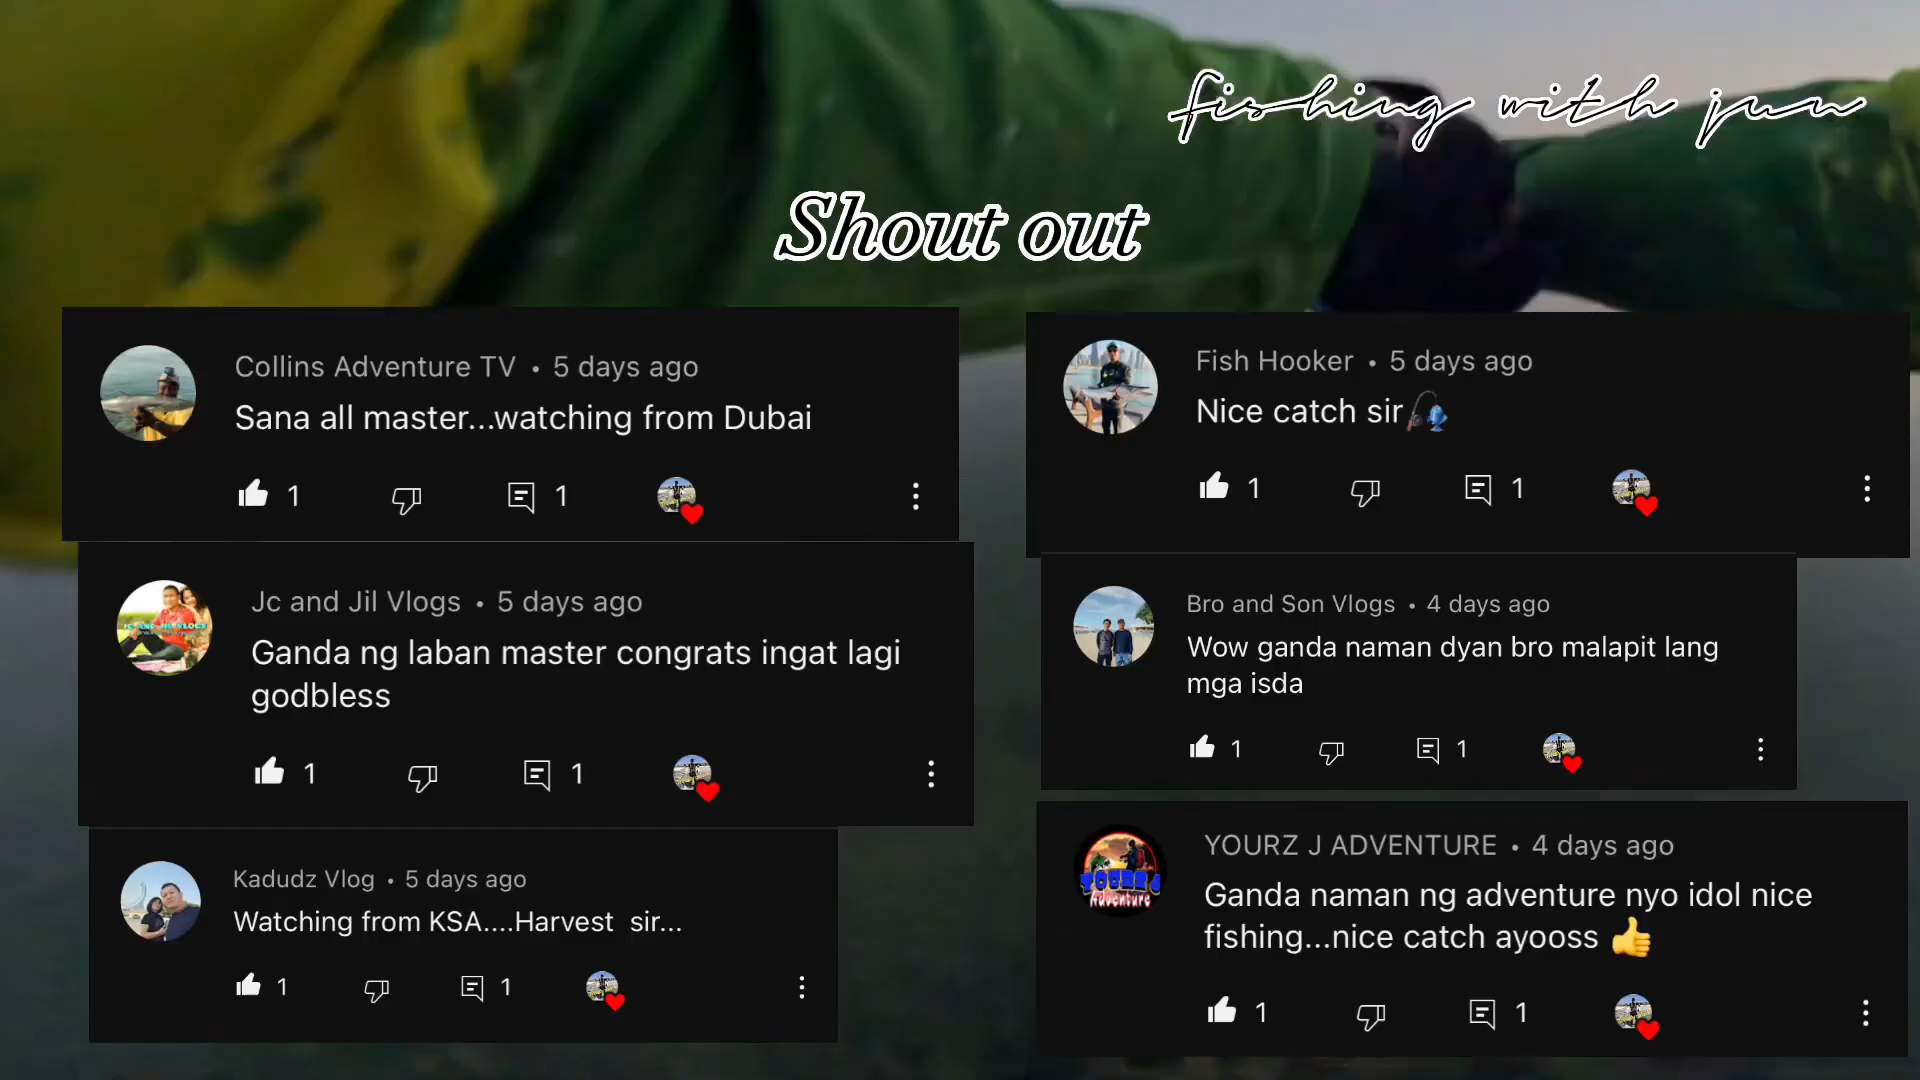 fishing with jun
Shout out
Collins Adventure TV • 5 days ago
Sana all master...watching from Dubai
1 1
Jc and Jil Vlogs • 5 days ago
Ganda ng laban master congrats ingat lagi
godbless
1 1
Kadudz Vlog • 5 days ago
Watching from KSA....Harvest sir...
1 1
Fish Hooker • 5 days ago
Nice catch sir🎣
1 1
Bro and Son Vlogs • 4 days ago
Wow ganda naman dyan bro malapit lang
mga isda
1 1
YOURZ J
Adventure
YOURZ J ADVENTURE • 4 days ago
Ganda naman ng adventure nyo idol nice
fishing...nice catch ayooss 👍
1 1